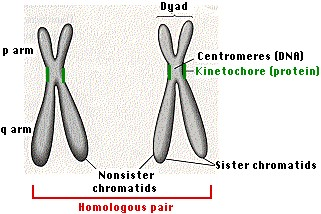 Dyad
p arm
Centromeres (DNA)
Kinetochore (protein)
q arm
Sister chromatids
Nonsister
chromatids
Homologous pair